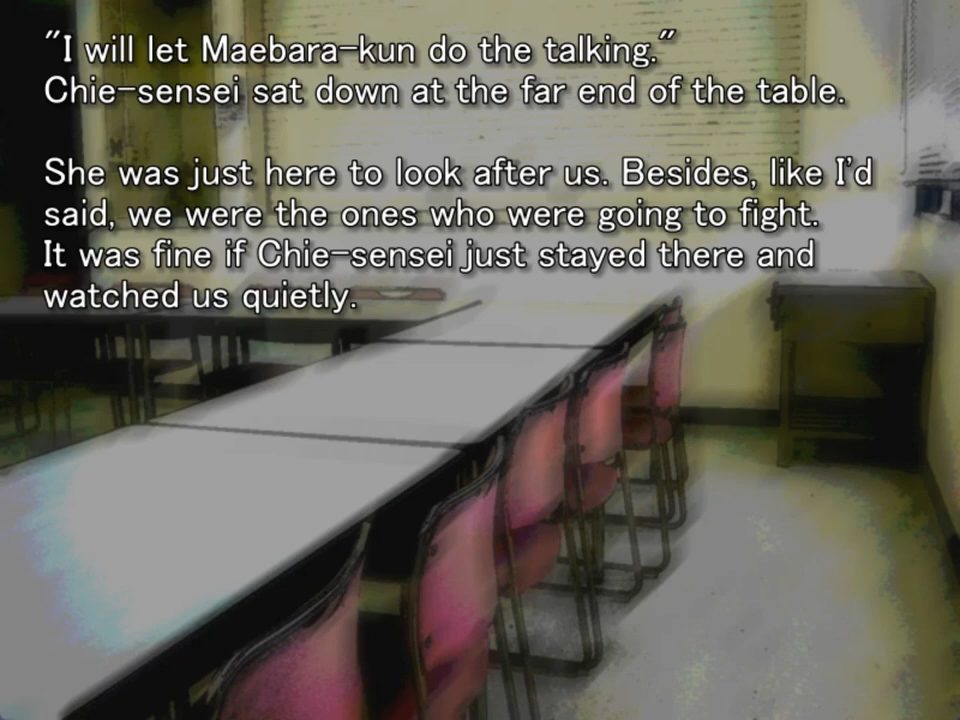 "I will let Maebara-kun do the talking."
Chie-sensei sat down at the far end of the table.
She was just here to look after us. Besides, like I'd
said, we were the ones who were going to fight.
It was fine if Chie-sensei just stayed there and
watched us quietly.